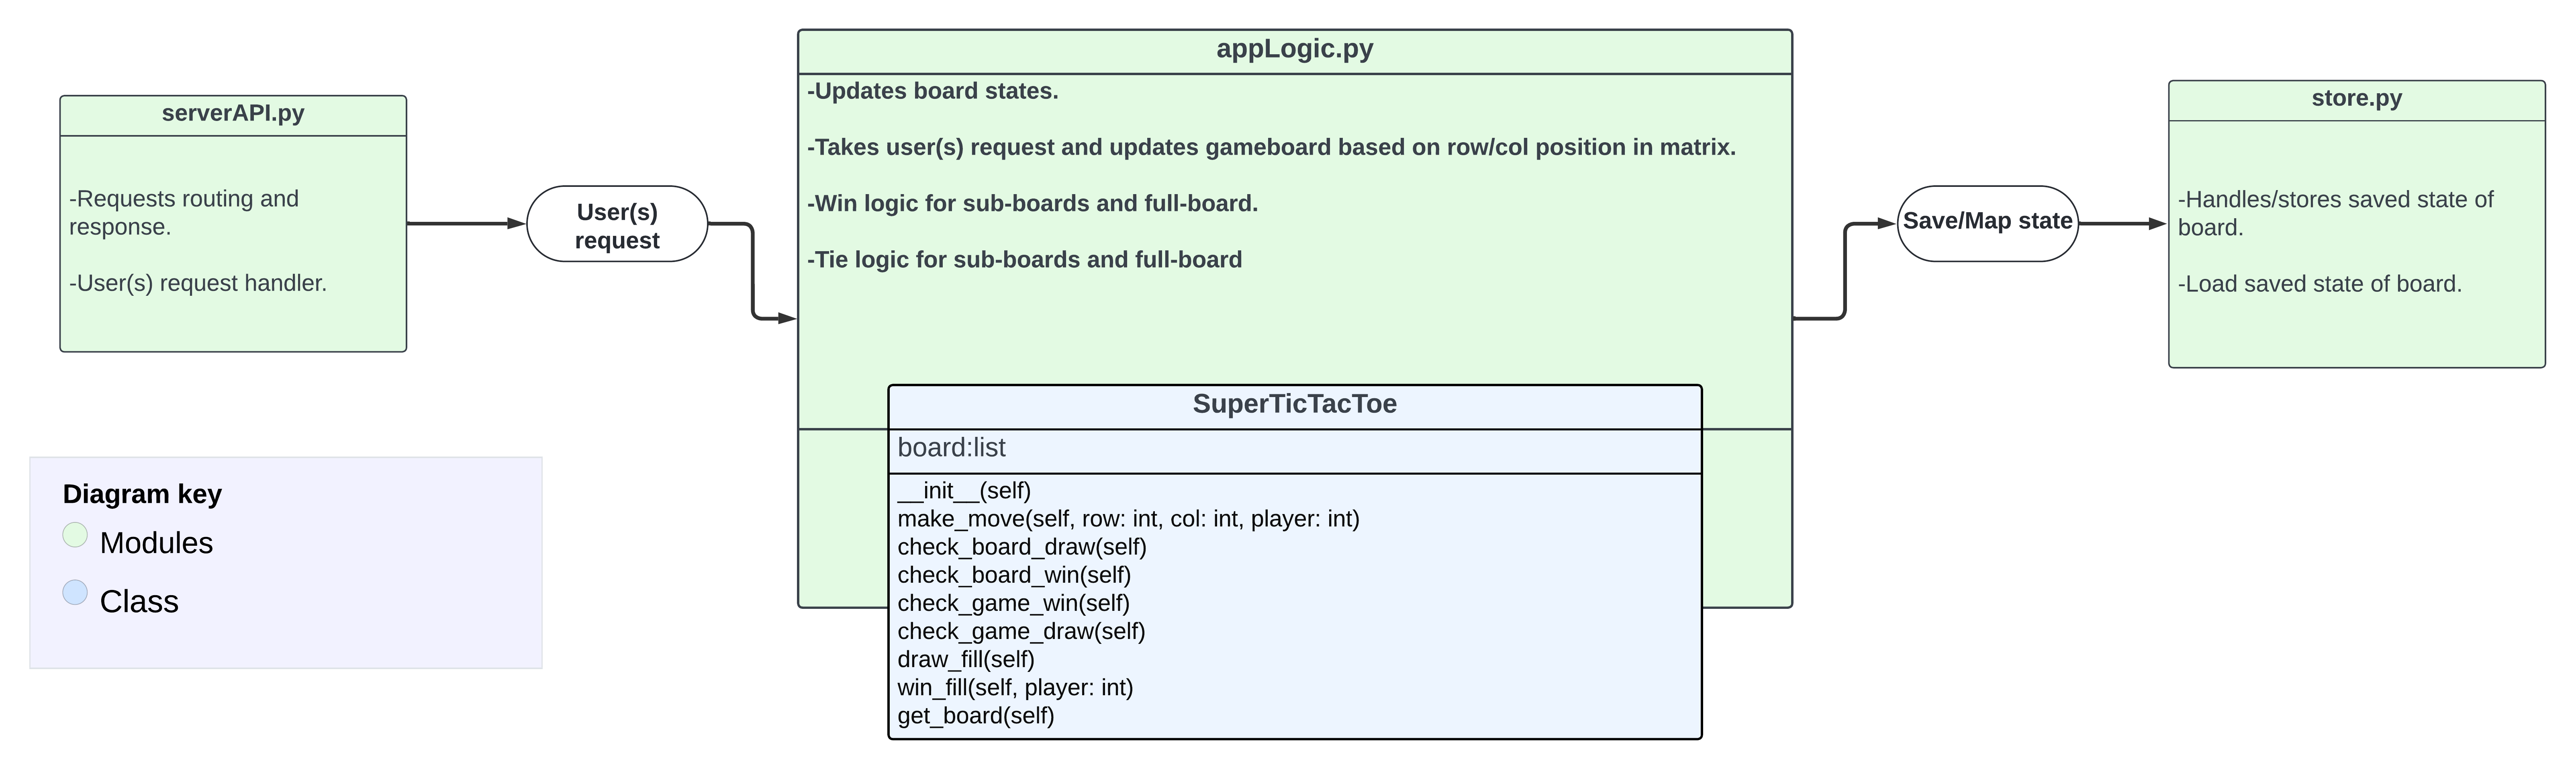 serverAPI.py
-Requests routing and
response.
-User(s) request handler.
User(s)
request
appLogic.py
-Updates board states.
-Takes user(s) request and updates gameboard based on row/col position in matrix.
-Win logic for sub-boards and full-board.
-Tie logic for sub-boards and full-board
SuperTicTacToe
board:list
__init__(self)
make_move(self, row: int, col: int, player: int)
check_board_draw(self)
check_board_win(self)
check_game_win(self)
check_game_draw(self)
draw_fill(self)
win_fill(self, player: int)
get_board(self)
Save/Map state
store.py
-Handles/stores saved state of
board.
-Load saved state of board.
Diagram key
Modules
Class